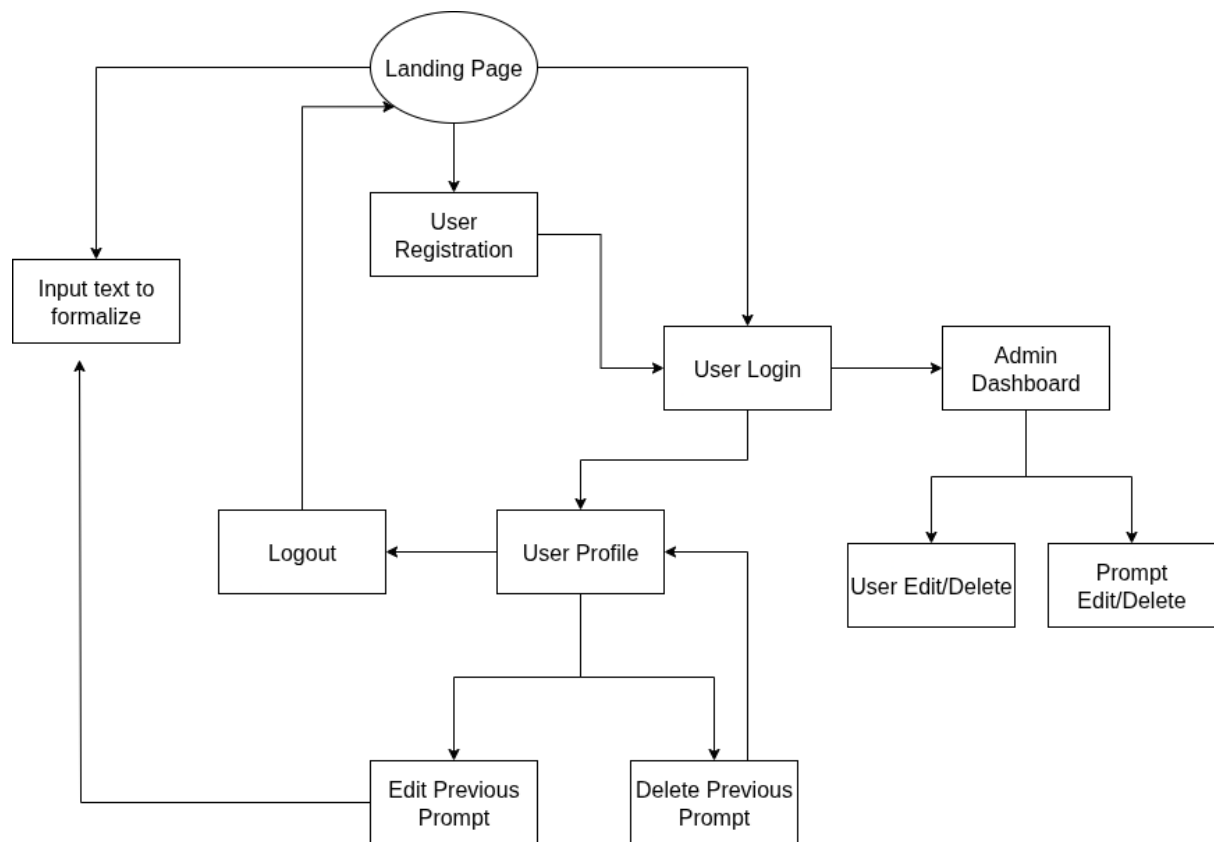 Landing Page
User
Registration
Input text to
formalize
User Login
Admin
Dashboard
Logout
User Profile
User Edit/Delete
Prompt
Edit/Delete
Edit Previous
Prompt
Delete Previous
Prompt